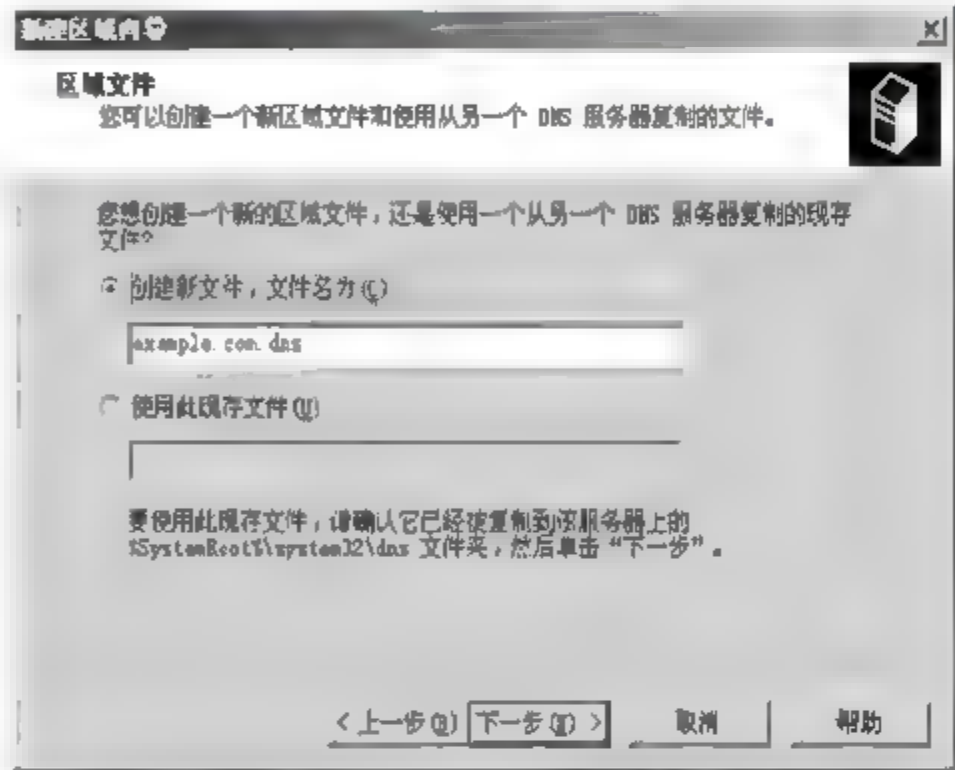 新建区域向导
区域文件
您可以创建一个新区域文件和使用从另一个 DNS 服务器复制的文件。
您想创建一个新的区域文件，还是使用一个从另一个 DNS 服务器复制的现存
文件?
创建新文件，文件名为(C)
example.com.dns
使用此现存文件(U)
要使用此现存文件，请确认它已经被复制到该服务器上的
%SystemRoot%\system32\dns 文件夹，然后单击“下一步”。
< 上一步(B) 下一步(N) > 取消 帮助